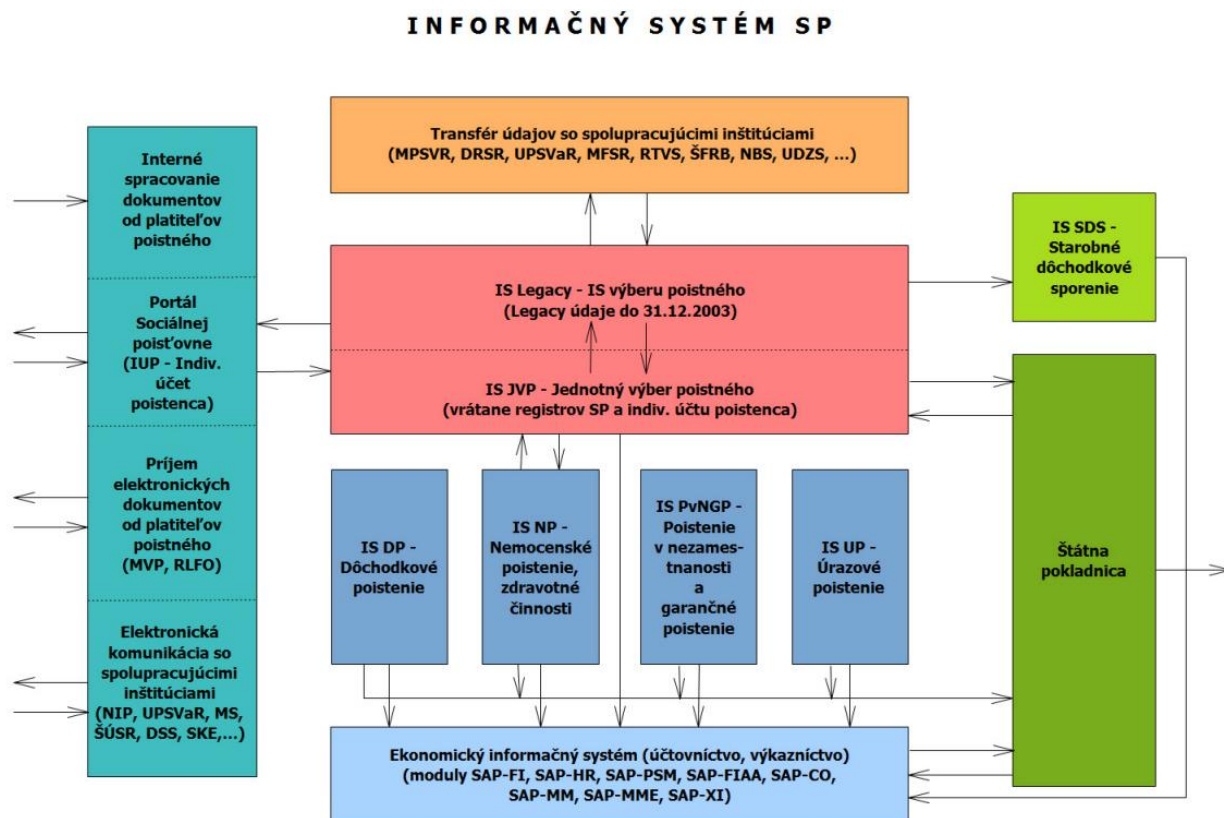 INFORMAČNÝ SYSTÉM SP
Transfér údajov so spolupracujúcimi inštitúciami
(MPSVR, DRSR, UPSVaR, MFSR, RTVS, ŠFRB, NBS, UDZS, ...)
Interné
spracovanie
dokumentov
od platiteľov
poistného
Portál
Sociálnej
poisťovne
(IUP - Indiv.
účet
poistenca)
Príjem
elektronických
dokumentov
od platiteľov
poistného
(MVP, RLFO)
Elektronická
komunikácia so
spolupracujúcimi
inštitúciami
(NIP, UPSVaR, MS,
ŠÚSR, DSS, SKE,...)
IS Legacy - IS výberu poistného
(Legacy údaje do 31.12.2003)
IS JVP - Jednotný výber poistného
(vrátane registrov SP a indiv. účtu poistenca)
IS SDS -
Starobné
dôchodkové
sporenie
IS DP -
Dôchodkové
poistenie
IS NP -
Nemocenské
poistenie,
zdravotné
činnosti
IS PvNGP -
Poistenie
v nezames-
tnanosti
a
garančné
poistenie
IS UP -
Úrazové
poistenie
Štátna
pokladnica
Ekonomický informačný systém (účtovníctvo, výkazníctvo)
(moduly SAP-FI, SAP-HR, SAP-PSM, SAP-FIAA, SAP-CO,
SAP-MM, SAP-MME, SAP-XI)